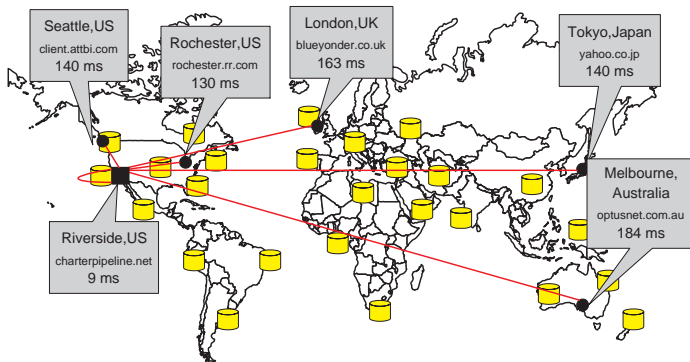 Seattle,US
client.attbi.com
140 ms
Rochester,US
rochester.rr.com
130 ms
London,UK
blueyonder.co.uk
163 ms
Tokyo,Japan
yahoo.co.jp
140 ms
Melbourne,
Australia
optusnet.com.au
184 ms
Riverside,US
charterpipeline.net
9 ms